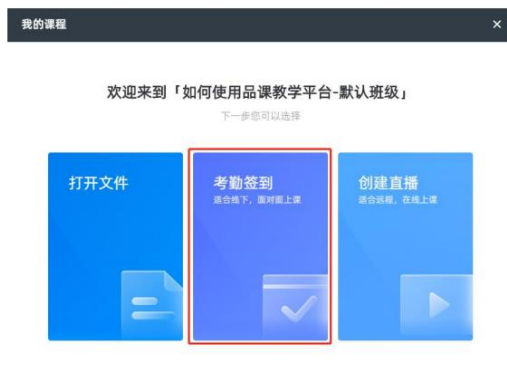 我的课程
欢迎来到「如何使用品课教学平台-默认班级」
下一步您可以选择
打开文件
考勤签到
适合线下，面对面上课
创建直播
适合远程，在线上课